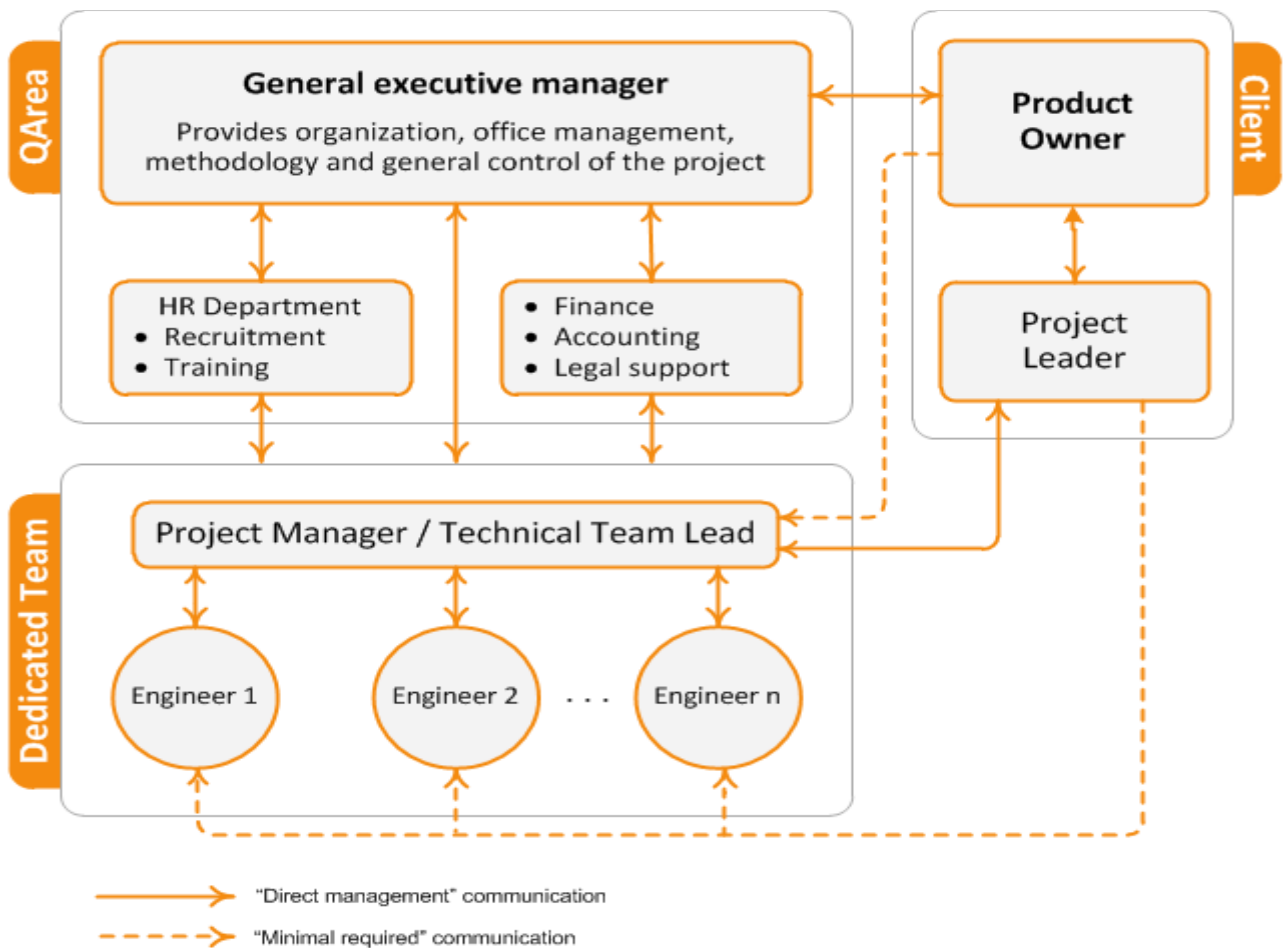 QArea
General executive manager
Provides organization, office management,
methodology and general control of the project
Client
Product
Owner
HR Department
• Recruitment
• Training
• Finance
• Accounting
• Legal support
Project
Leader
Dedicated Team
Project Manager / Technical Team Lead
Engineer 1
Engineer 2
. . .
Engineer n
“Direct management” communication
“Minimal required” communication